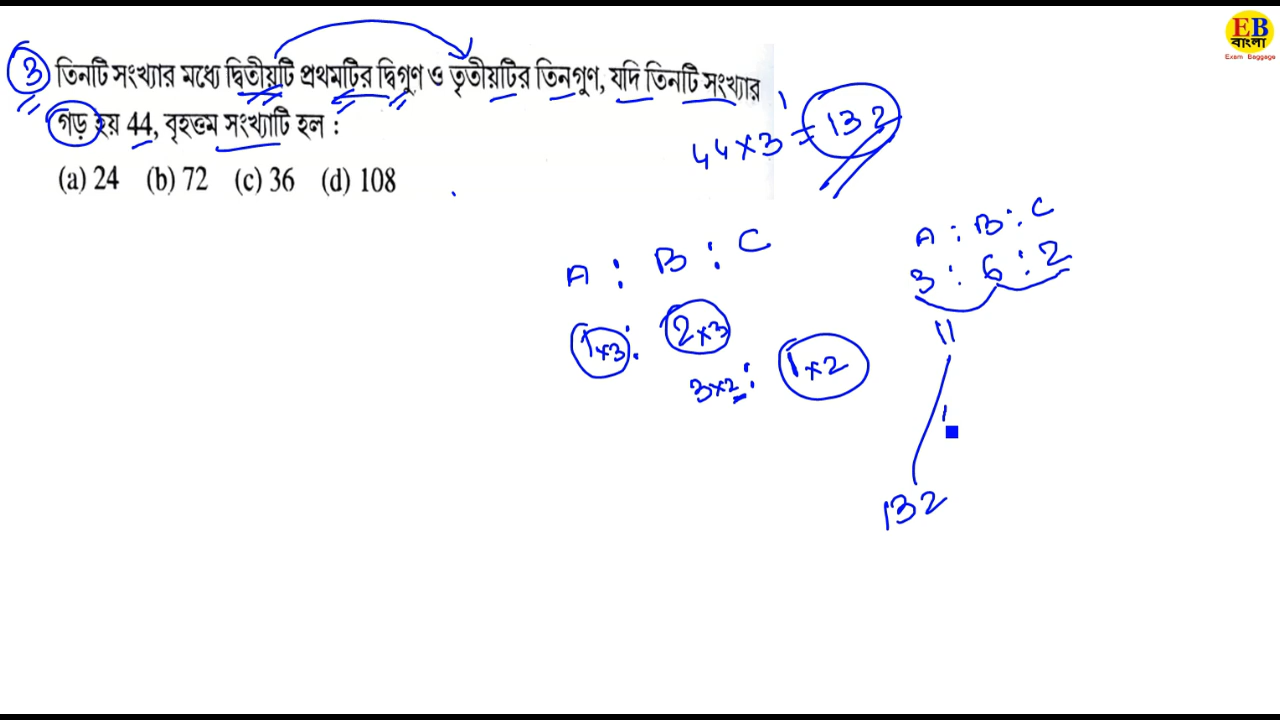 EB
বাংলা
Exam Baggage
3 তিনটি সংখ্যার মধ্যে দ্বিতীয়টি প্রথমটির দ্বিগুণ ও তৃতীয়টির তিনগুণ, যদি তিনটি সংখ্যার
গড় হয় 44, বৃহত্তম সংখ্যাটি হল :
(a) 24 (b) 72 (c) 36 (d) 108
44×3 = 132
A : B : C
1×3 : 2×3
3×2 : 1×2
A : B : C
3 : 6 : 2
11
132